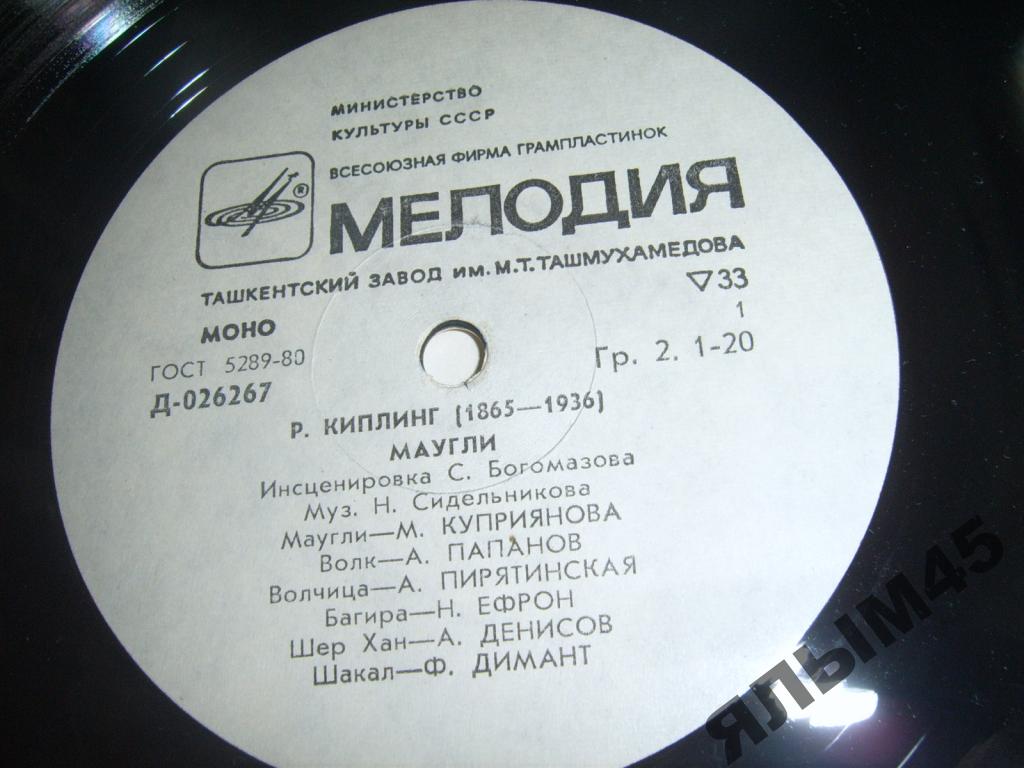 МИНИСТЕРСТВО
КУЛЬТУРЫ СССР
ВСЕСОЮЗНАЯ ФИРМА ГРАМПЛАСТИНОК
®
МЕЛОДИЯ
ТАШКЕНТСКИЙ ЗАВОД ИМ. М.Т. ТАШМУХАМЕДОВА
МОНО
▽33
1
ГОСТ 5289-80
Гр. 2. 1-20
Д-026267
Р. КИПЛИНГ (1865—1936)
МАУГЛИ
Инсценировка С. Богомазова
Муз. Н. Сидельникова
Маугли—М. КУПРИЯНОВА
Волк—А. ПАПАНОВ
Волчица—А. ПИРЯТИНСКАЯ
Багира—Н. ЕФРОН
Шер Хан—А. ДЕНИСОВ
Шакал—Ф. ДИМАНТ
ЯЛЫМ45